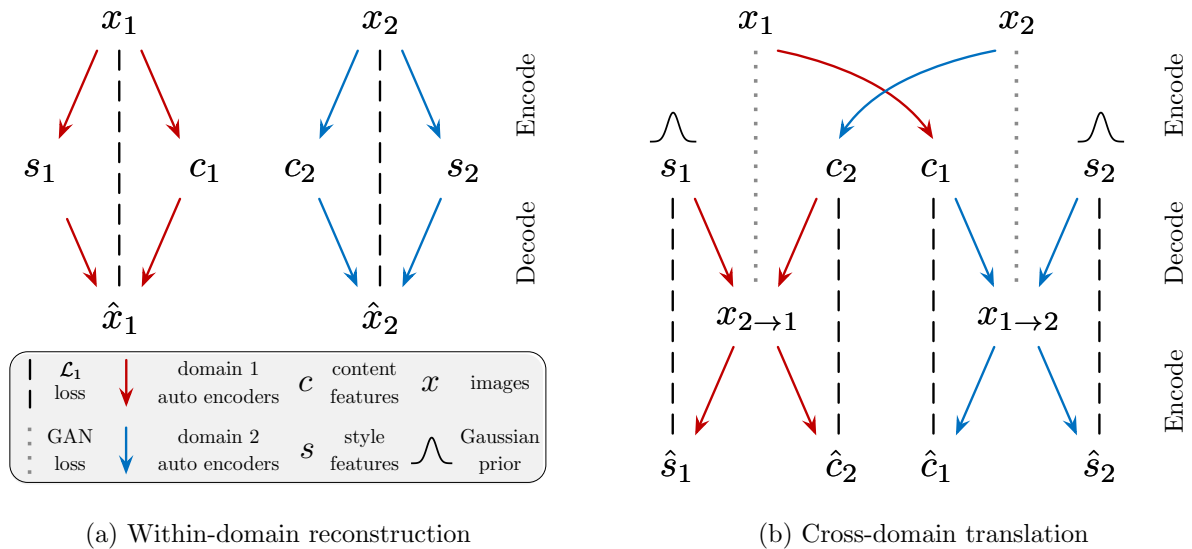 x₁ x₂
Encode
s₁ c₁ c₂ s₂
Decode
x̂₁ x̂₂
ℒ₁ loss
domain 1
auto encoders
c content
features
x images
GAN
loss
domain 2
auto encoders
s style
features
Gaussian
prior
(a) Within-domain reconstruction
x₁ x₂
Encode
s₁ c₂ c₁ s₂
Decode
x₂→₁ x₁→₂
Encode
ŝ₁ ĉ₂ ĉ₁ ŝ₂
(b) Cross-domain translation